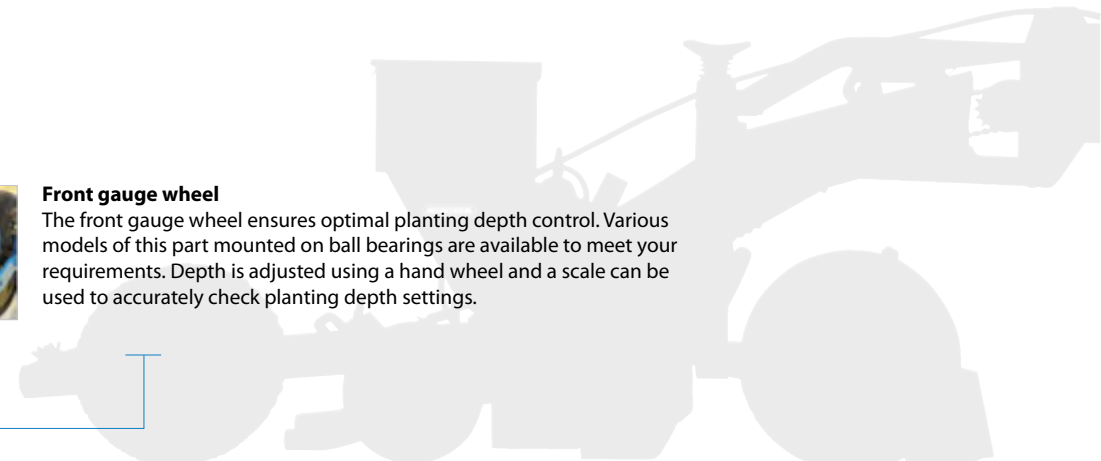 Front gauge wheel
The front gauge wheel ensures optimal planting depth control. Various
models of this part mounted on ball bearings are available to meet your
requirements. Depth is adjusted using a hand wheel and a scale can be
used to accurately check planting depth settings.